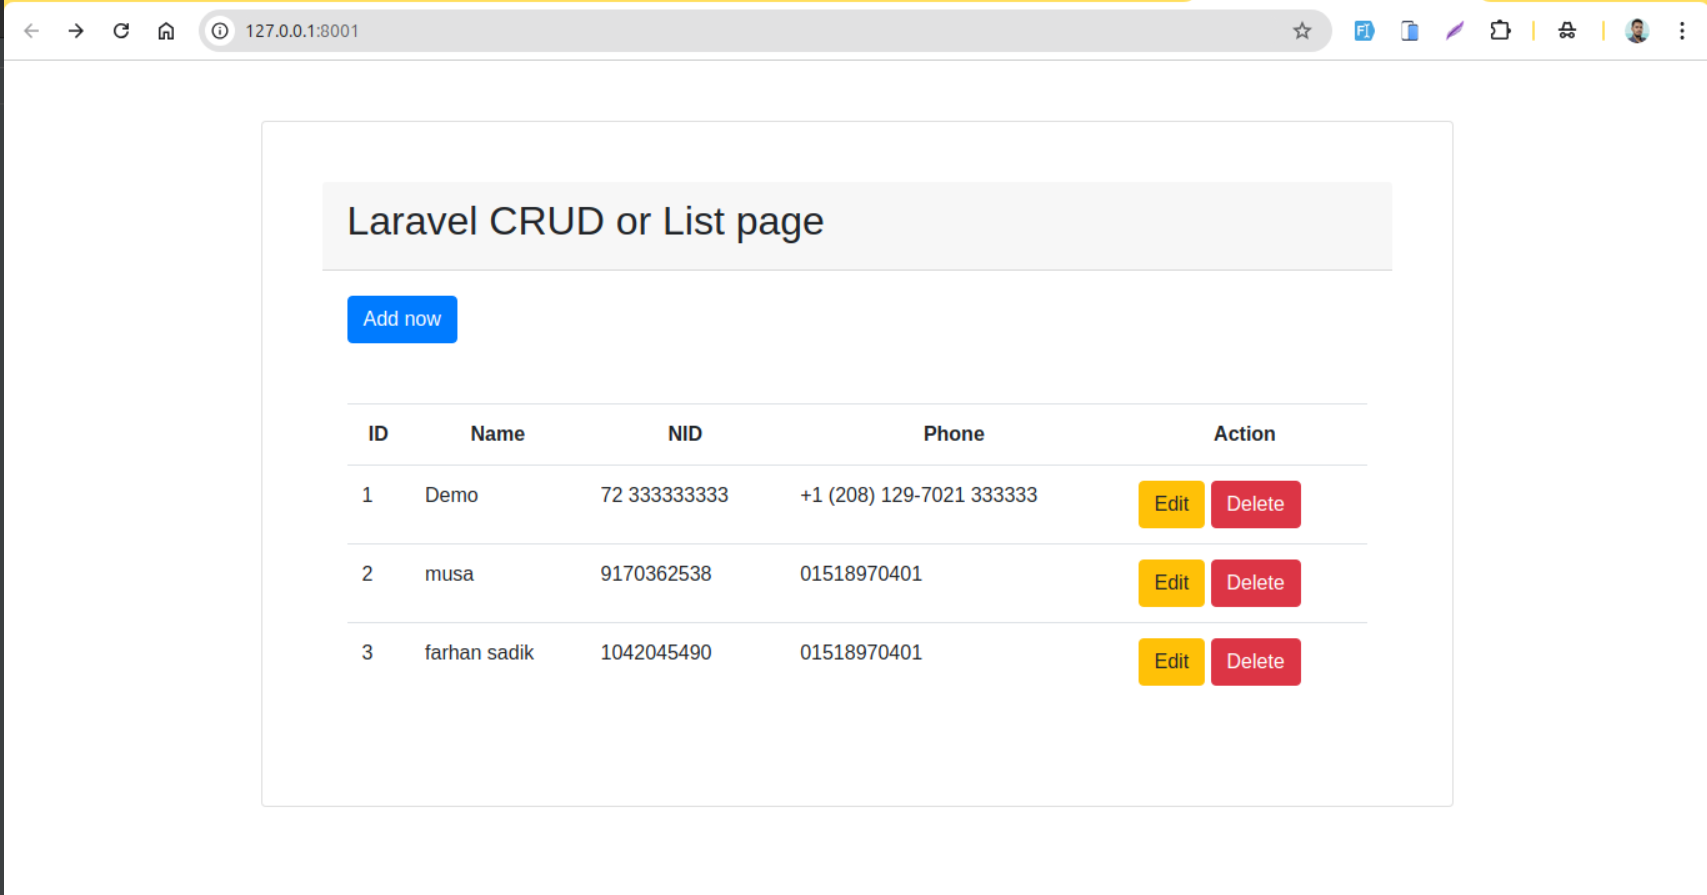 127.0.0.1:8001
FI
Laravel CRUD or List page
Add now
ID Name NID Phone Action
1 Demo 72 333333333 +1 (208) 129-7021 333333 Edit Delete
2 musa 9170362538 01518970401 Edit Delete
3 farhan sadik 1042045490 01518970401 Edit Delete